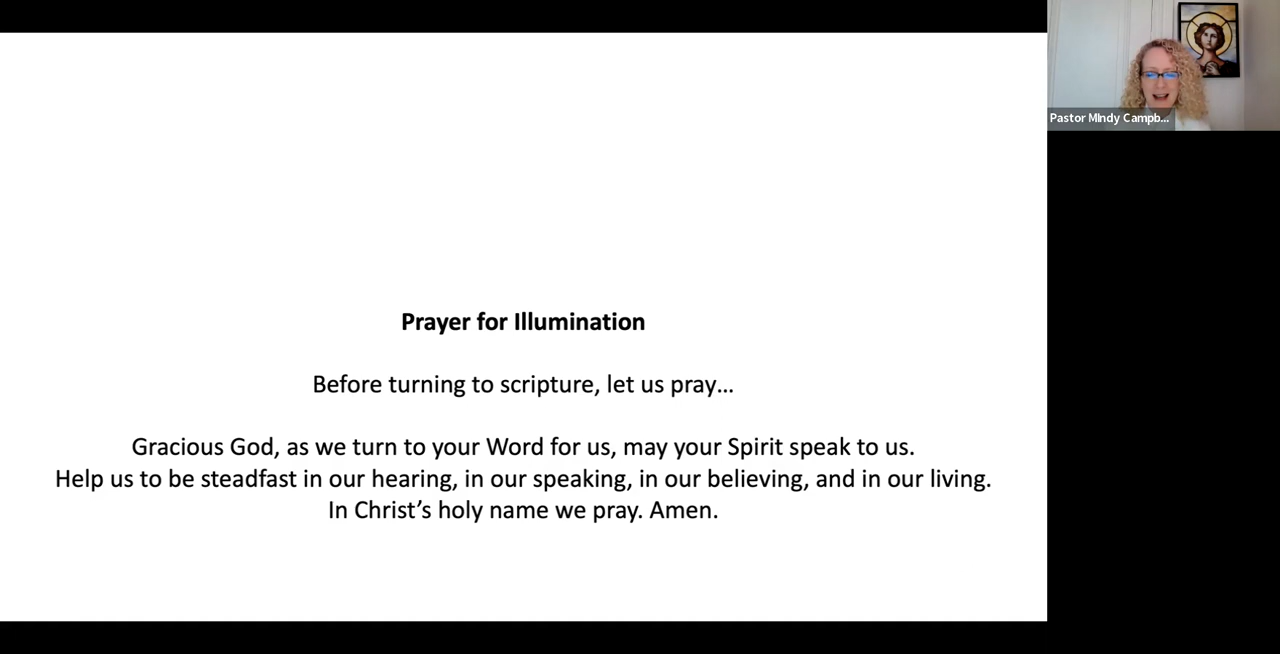 Prayer for Illumination
Before turning to scripture, let us pray...
Gracious God, as we turn to your Word for us, may your Spirit speak to us.
Help us to be steadfast in our hearing, in our speaking, in our believing, and in our living.
In Christ’s holy name we pray. Amen.
Pastor MIndy Campb...